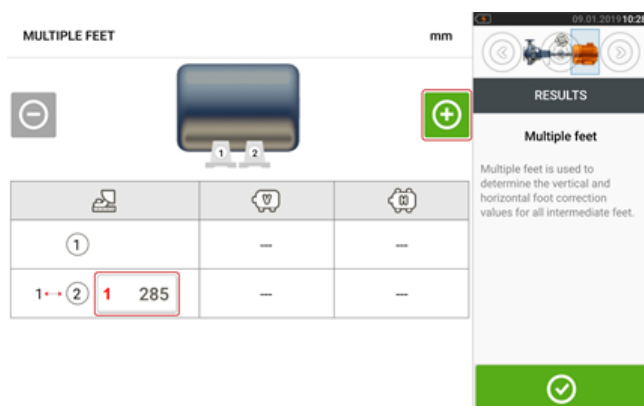 09.01.2019 10:28
MULTIPLE FEET
mm
1 2
V
H
1
--- ---
1 2 1 285
--- ---
RESULTS
Multiple feet
Multiple feet is used to
determine the vertical and
horizontal foot correction
values for all intermediate feet.